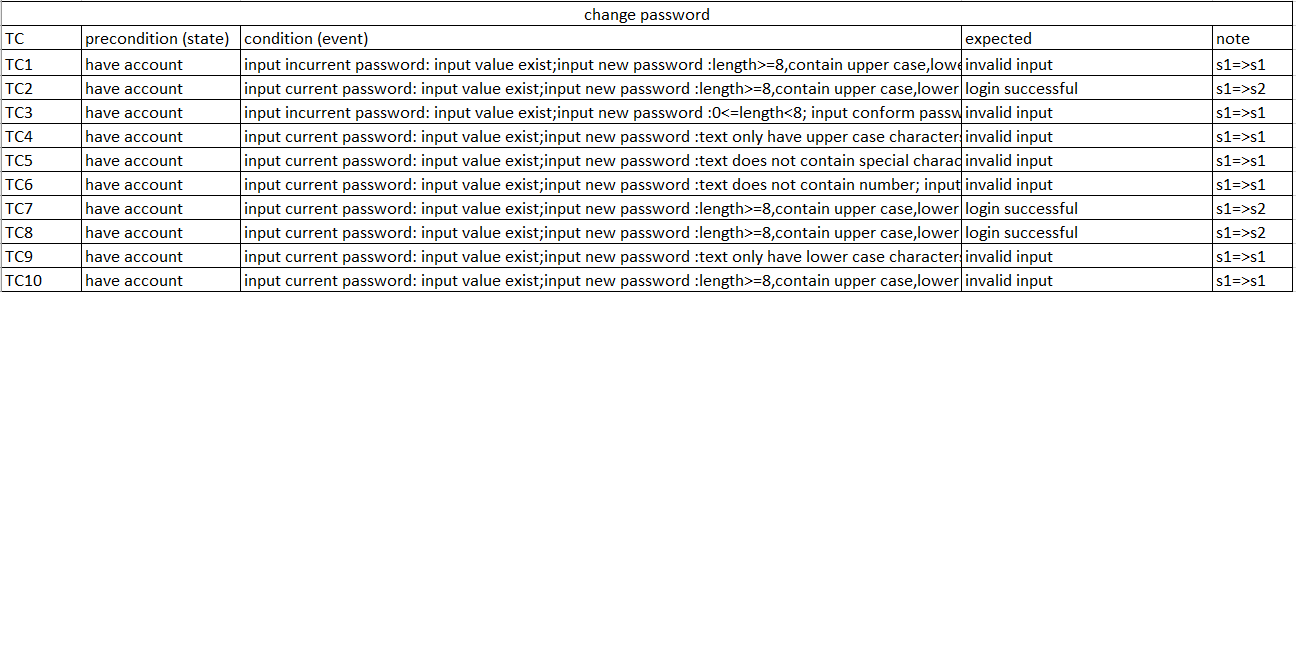 change password
TC precondition (state) condition (event) expected note
TC1 have account input incurrent password: input value exist;input new password :length>=8,contain upper case,lowe invalid input s1=>s1
TC2 have account input current password: input value exist;input new password :length>=8,contain upper case,lower login successful s1=>s2
TC3 have account input incurrent password: input value exist;input new password :0<=length<8; input conform passw invalid input s1=>s1
TC4 have account input current password: input value exist;input new password :text only have upper case character invalid input s1=>s1
TC5 have account input current password: input value exist;input new password :text does not contain special charac invalid input s1=>s1
TC6 have account input current password: input value exist;input new password :text does not contain number; input invalid input s1=>s1
TC7 have account input current password: input value exist;input new password :length>=8,contain upper case,lower login successful s1=>s2
TC8 have account input current password: input value exist;input new password :length>=8,contain upper case,lower login successful s1=>s2
TC9 have account input current password: input value exist;input new password :text only have lower case character invalid input s1=>s1
TC10 have account input current password: input value exist;input new password :length>=8,contain upper case,lower invalid input s1=>s1